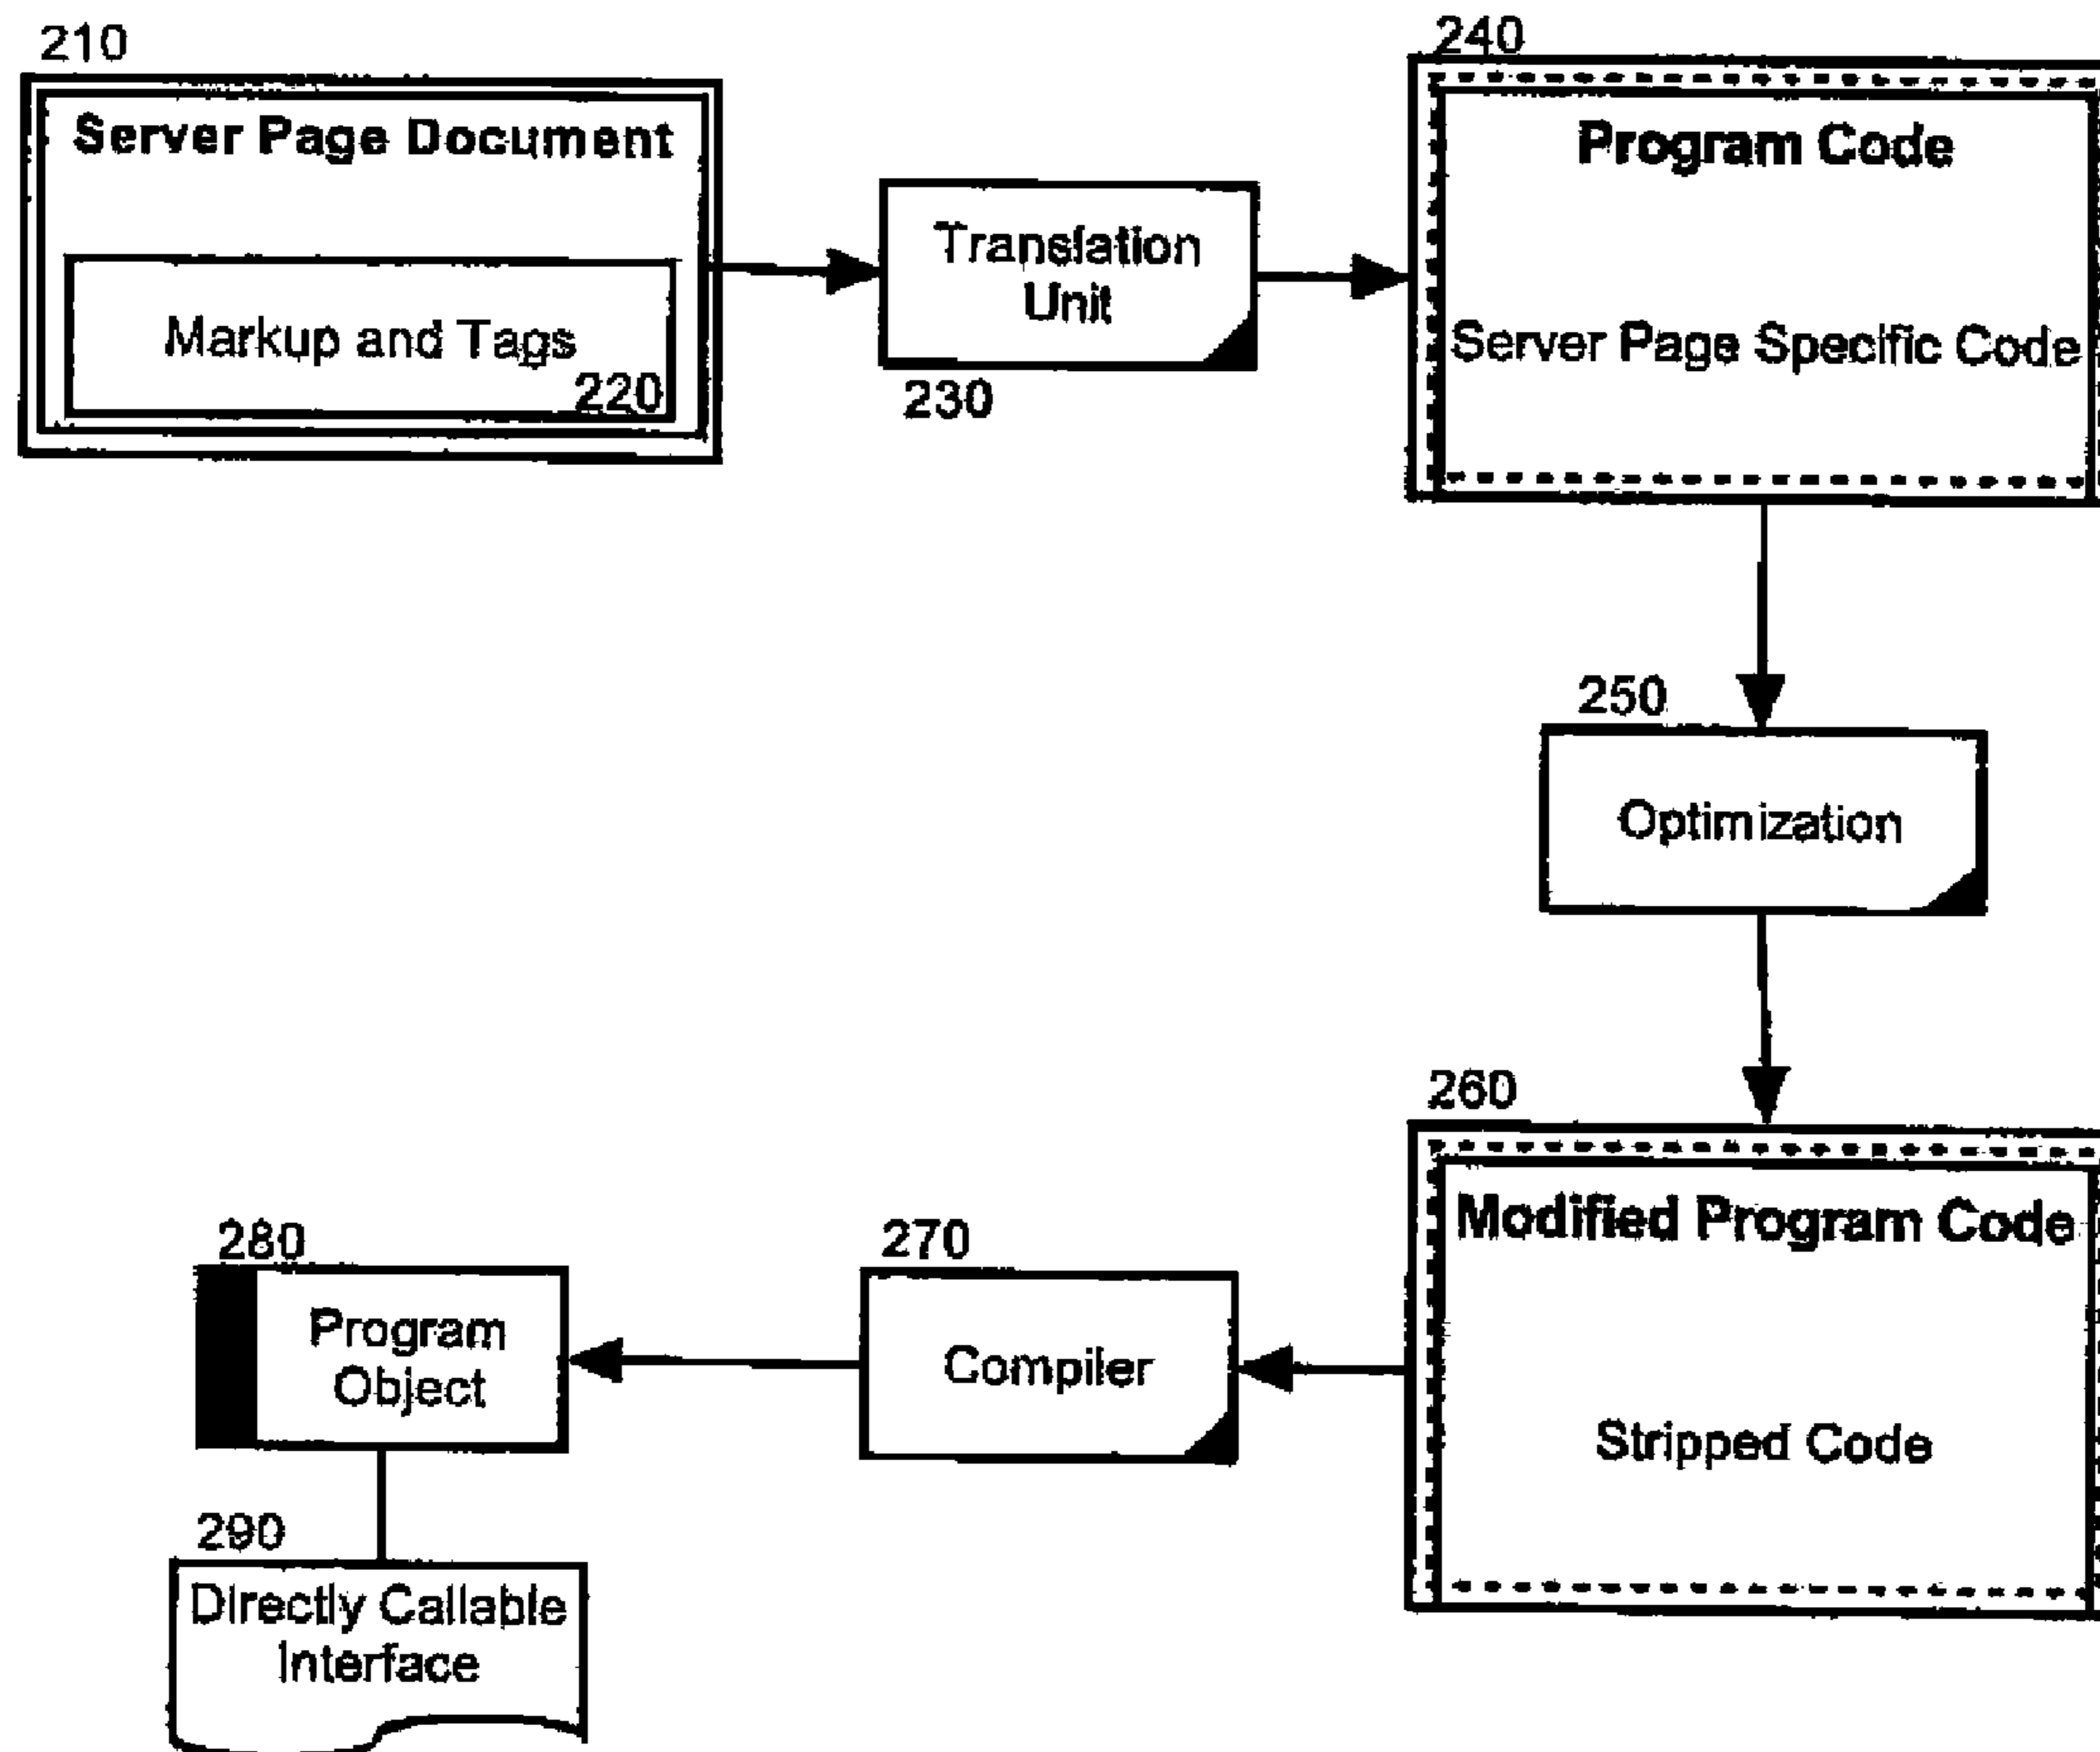 210
Server Page Document
Markup and Tags
220
Translation
Unit
230
240
Program Code
Server Page Specific Code
250
Optimization
260
Modified Program Code
Stripped Code
270
Compiler
280
Program
Object
290
Directly Callable
Interface